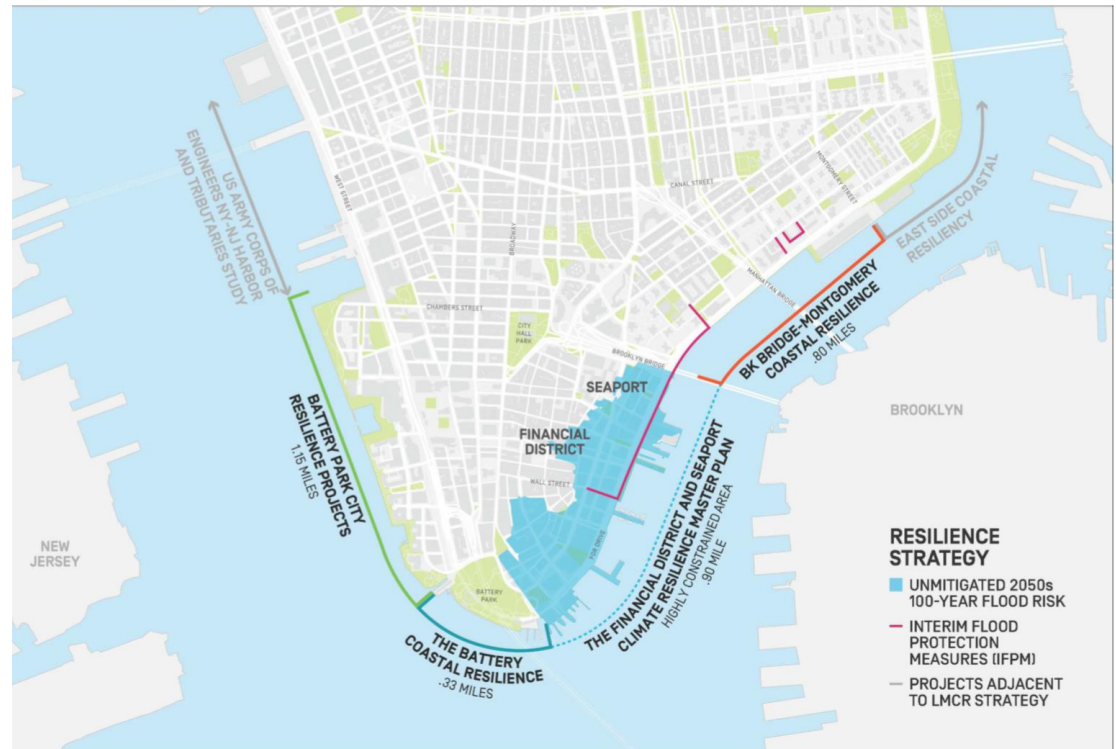 US ARMY CORPS OF
ENGINEERS NY-NJ HARBOR
AND TRIBUTARIES STUDY
WEST STREET
BROADWAY
CANAL STREET
MONTGOMERY STREET
EAST SIDE COASTAL
RESILIENCY
MANHATTAN BRIDGE
CHAMBERS STREET
CITY
HALL
PARK
BROOKLYN BRIDGE
BK BRIDGE-MONTGOMERY
COASTAL RESILIENCE
.80 MILES
SEAPORT
FINANCIAL
DISTRICT
WALL STREET
FDR DRIVE
BROOKLYN
BATTERY PARK CITY
RESILIENCE PROJECTS
1.15 MILES
NEW
JERSEY
BATTERY
PARK
THE BATTERY
COASTAL RESILIENCE
.33 MILES
THE FINANCIAL DISTRICT AND SEAPORT
CLIMATE RESILIENCE MASTER PLAN
HIGHLY CONSTRAINED AREA
.90 MILE
RESILIENCE
STRATEGY
UNMITIGATED 2050s
100-YEAR FLOOD RISK
INTERIM FLOOD
PROTECTION
MEASURES (IFPM)
PROJECTS ADJACENT
TO LMCR STRATEGY